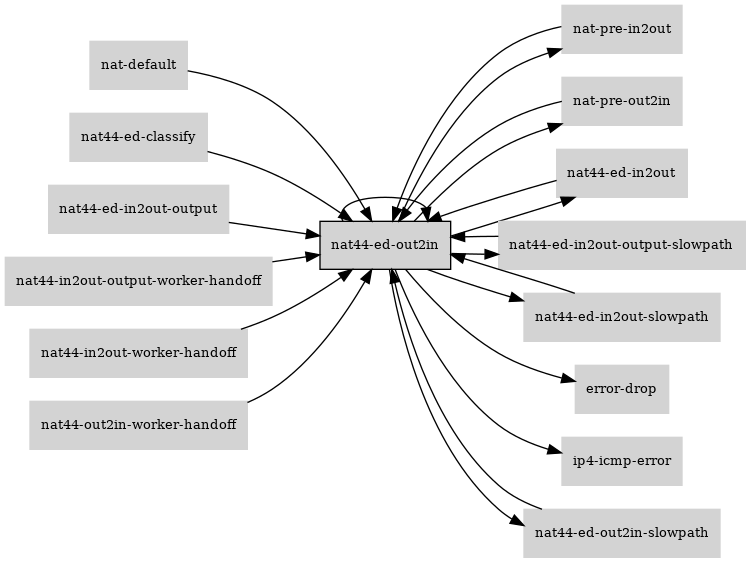 nat-default
nat44-ed-classify
nat44-ed-in2out-output
nat44-in2out-output-worker-handoff
nat44-in2out-worker-handoff
nat44-out2in-worker-handoff
nat44-ed-out2in
nat-pre-in2out
nat-pre-out2in
nat44-ed-in2out
nat44-ed-in2out-output-slowpath
nat44-ed-in2out-slowpath
error-drop
ip4-icmp-error
nat44-ed-out2in-slowpath